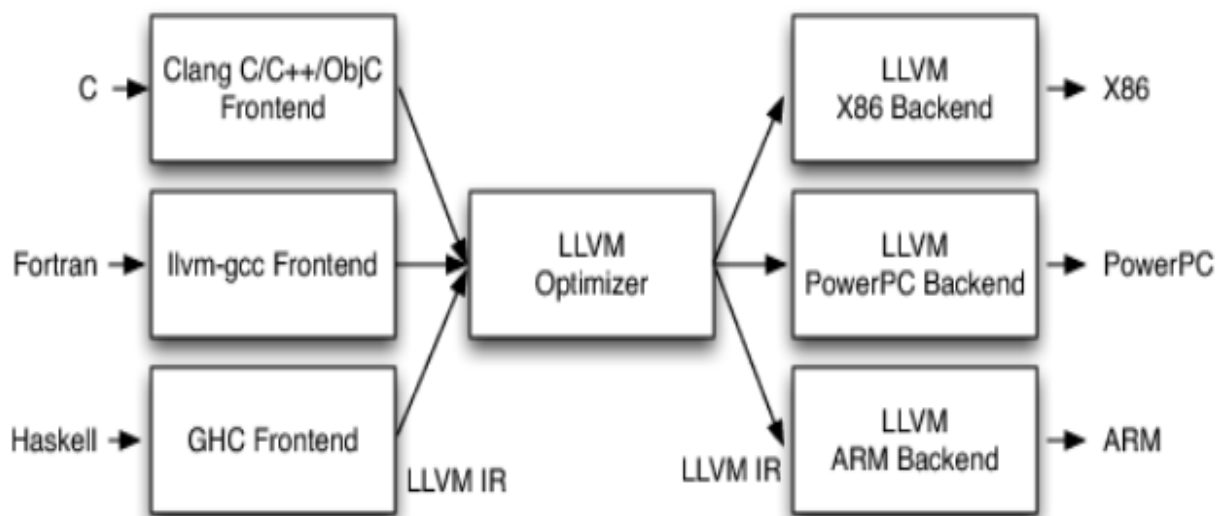 C
Clang C/C++/ObjC
Frontend
LLVM
X86 Backend
X86
Fortran
llvm-gcc Frontend
LLVM
Optimizer
LLVM
PowerPC Backend
PowerPC
Haskell
GHC Frontend
LLVM IR
LLVM IR
LLVM
ARM Backend
ARM